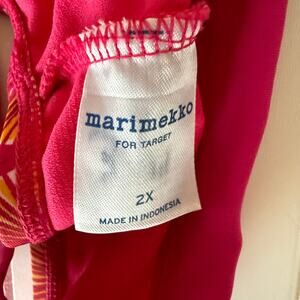 marimekko
FOR TARGET
2X
MADE IN INDONESIA